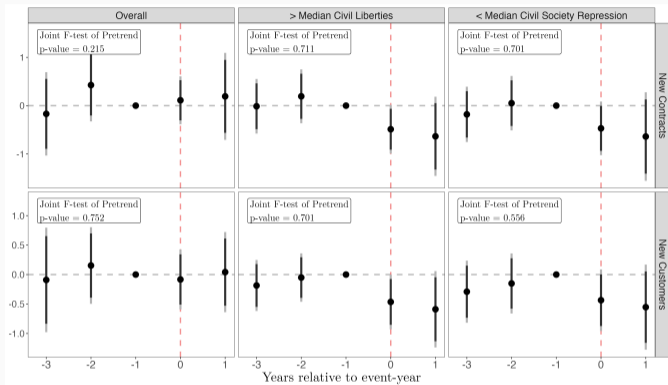 Overall
> Median Civil Liberties
< Median Civil Society Repression
Joint F-test of Pretrend
p-value = 0.215
Joint F-test of Pretrend
p-value = 0.711
Joint F-test of Pretrend
p-value = 0.701
1
0
-1
New Contracts
Joint F-test of Pretrend
p-value = 0.752
Joint F-test of Pretrend
p-value = 0.701
Joint F-test of Pretrend
p-value = 0.556
1.0
0.5
0.0
-0.5
-1.0
New Customers
-3 -2 -1 0 1 -3 -2 -1 0 1 -3 -2 -1 0 1
Years relative to event-year